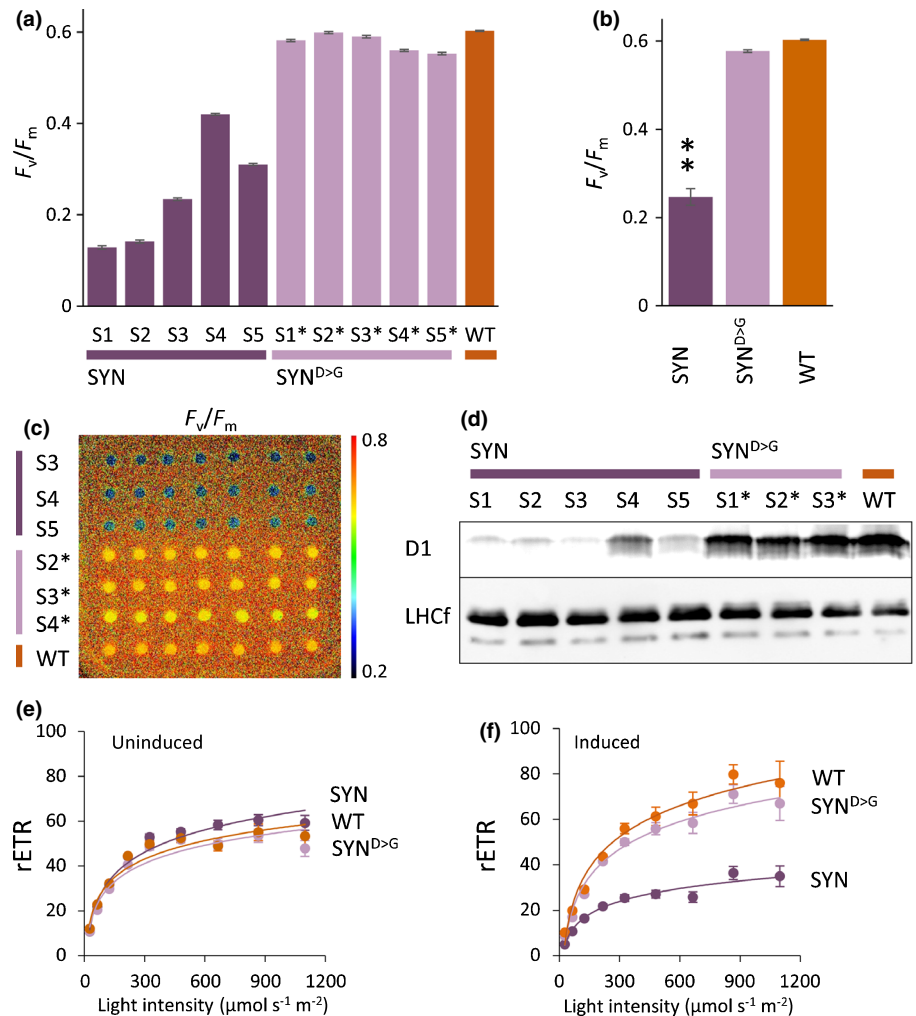 (a)
0.6
0.4
0.2
0
Fv/Fm
S1 S2 S3 S4 S5 S1* S2* S3* S4* S5* WT
SYN SYN^D>G
(b)
0.6
0.4
0.2
0
Fv/Fm
**
SYN SYN^D>G WT
(c)
Fv/Fm
S3
S4
S5
S2*
S3*
S4*
WT
0.8
0.2
(d)
SYN SYN^D>G
S1 S2 S3 S4 S5 S1* S2* S3* WT
D1
LHCf
(e)
Uninduced
100
80
60
40
20
0
rETR
SYN
WT
SYN^D>G
0 300 600 900 1200
Light intensity (µmol s⁻¹ m⁻²)
(f)
Induced
100
80
60
40
20
0
rETR
WT
SYN^D>G
SYN
0 300 600 900 1200
Light intensity (µmol s⁻¹ m⁻²)